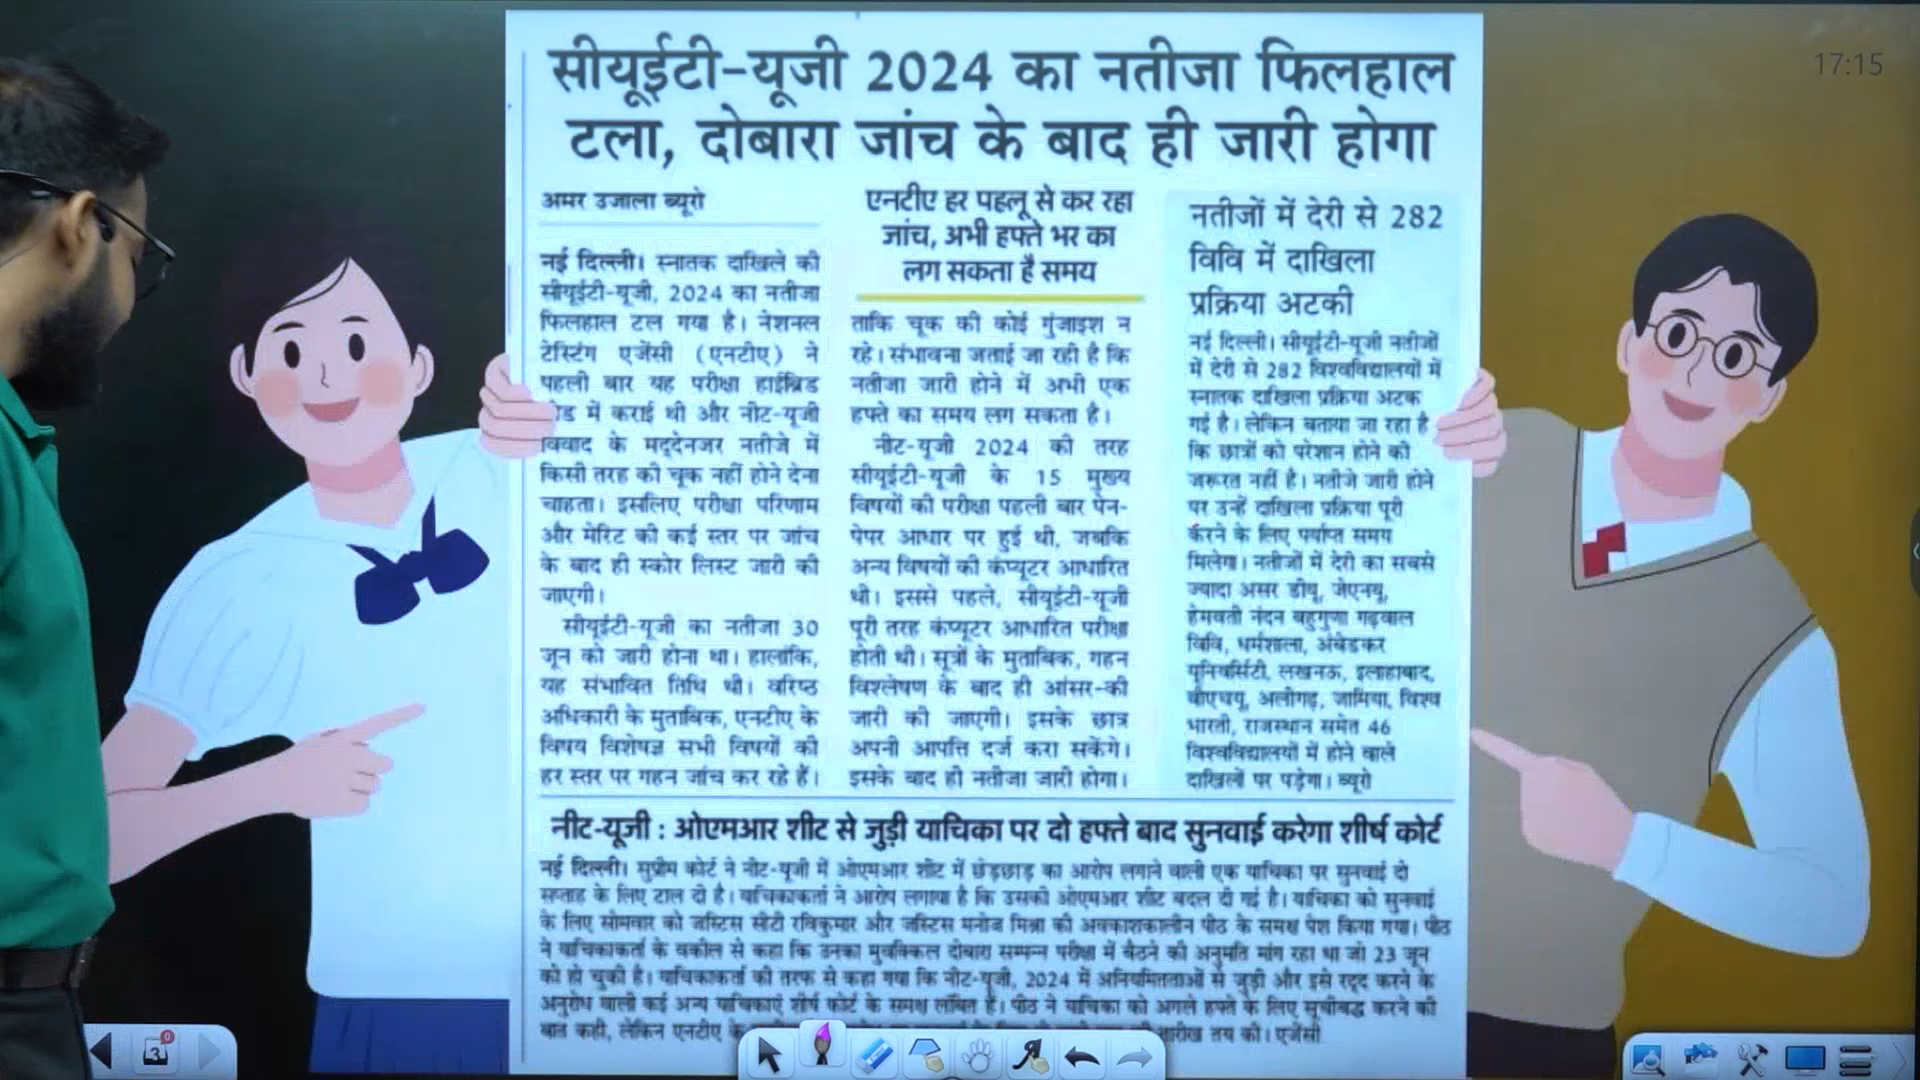 17:15
सीयूईटी-यूजी 2024 का नतीजा फिलहाल
टला, दोबारा जांच के बाद ही जारी होगा
अमर उजाला ब्यूरो
नई दिल्ली। स्नातक दाखिले की
सीयूईटी-यूजी, 2024 का नतीजा
फिलहाल टल गया है। नेशनल
टेस्टिंग एजेंसी (एनटीए) ने
पहली बार यह परीक्षा हाईब्रिड
में कराई थी और नीट-यूजी
विवाद के मद्देनजर नतीजे में
किसी तरह की चूक नहीं होने देना
चाहता। इसलिए परीक्षा परिणाम
और मेरिट की कई स्तर पर जांच
के बाद ही स्कोर लिस्ट जारी की
जाएगी।
सीयूईटी-यूजी का नतीजा 30
जून को जारी होना था। हालांकि,
यह संभावित तिथि थी। वरिष्ठ
अधिकारी के मुताबिक, एनटीए के
विषय विशेषज्ञ सभी विषयों की
हर स्तर पर गहन जांच कर रहे हैं।
एनटीए हर पहलू से कर रहा
जांच, अभी हफ्ते भर का
लग सकता है समय
ताकि चूक की कोई गुंजाइश न
रहे। संभावना जताई जा रही है कि
नतीजा जारी होने में अभी एक
हफ्ते का समय लग सकता है।
नीट-यूजी 2024 की तरह
सीयूईटी-यूजी के 15 मुख्य
विषयों की परीक्षा पहली बार पेन-
पेपर आधार पर हुई थी, जबकि
अन्य विषयों की कंप्यूटर आधारित
थी। इससे पहले, सीयूईटी-यूजी
पूरी तरह कंप्यूटर आधारित परीक्षा
होती थी। सूत्रों के मुताबिक, गहन
विश्लेषण के बाद ही आंसर-की
जारी की जाएगी। इसके छात्र
अपनी आपत्ति दर्ज करा सकेंगे।
इसके बाद ही नतीजा जारी होगा।
नतीजों में देरी से 282
विवि में दाखिला
प्रक्रिया अटकी
नई दिल्ली। सीयूईटी-यूजी नतीजों
में देरी से 282 विश्वविद्यालयों में
स्नातक दाखिला प्रक्रिया अटक
गई है। लेकिन बताया जा रहा है
कि छात्रों को परेशान होने की
जरूरत नहीं है। नतीजे जारी होने
पर उन्हें दाखिला प्रक्रिया पूरी
करने के लिए पर्याप्त समय
मिलेगा। नतीजों में देरी का सबसे
ज्यादा असर डीयू, जेएनयू,
हेमवती नंदन बहुगुणा गढ़वाल
विवि, धर्मशाला, अंबेडकर
यूनिवर्सिटी, लखनऊ, इलाहाबाद,
बीएचयू, अलीगढ़, जामिया, विश्व
भारती, राजस्थान समेत 46
विश्वविद्यालयों में होने वाले
दाखिलों पर पड़ेगा। ब्यूरो
नीट-यूजी : ओएमआर शीट से जुड़ी याचिका पर दो हफ्ते बाद सुनवाई करेगा शीर्ष कोर्ट
नई दिल्ली। सुप्रीम कोर्ट ने नीट-यूजी में ओएमआर शीट में छेड़छाड़ का आरोप लगाने वाली एक याचिका पर सुनवाई दो
सप्ताह के लिए टाल दी है। याचिकाकर्ता ने आरोप लगाया है कि उसकी ओएमआर शीट बदल दी गई है। याचिका को सुनवाई
के लिए सोमवार को जस्टिस सीटी रविकुमार और जस्टिस मनोज मिश्रा की अवकाशकालीन पीठ के समक्ष पेश किया गया। पीठ
ने याचिकाकर्ता के वकील से कहा कि उनका मुवक्किल दोबारा सम्पन्न परीक्षा में बैठने की अनुमति मांग रहा था जो 23 जून
को हो चुकी है। याचिकाकर्ता की तरफ से कहा गया कि नीट-यूजी, 2024 में अनियमितताओं से जुड़ी और इसे रद्द करने के
अनुरोध वाली कई अन्य याचिकाएं शीर्ष कोर्ट के समक्ष लंबित हैं। पीठ ने याचिका को अगले हफ्ते के लिए सूचीबद्ध करने की
बात कही, लेकिन एनटीए के तारीख तय की। एजेंसी
3
0